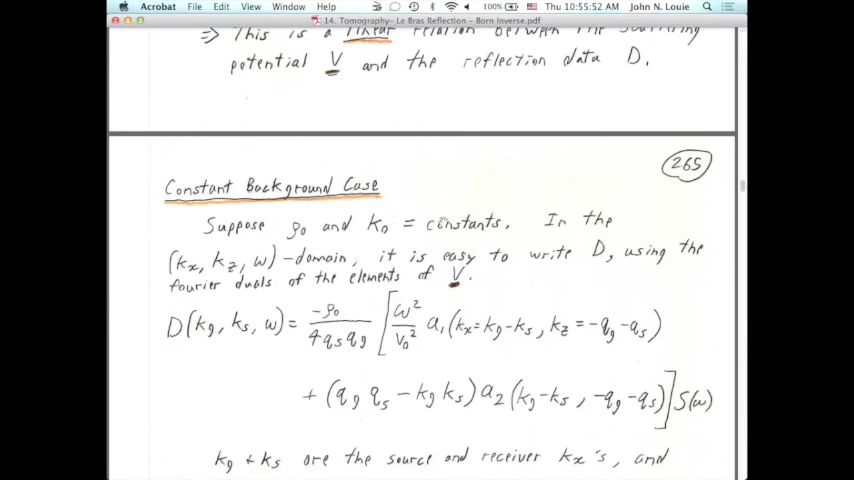 Acrobat File Edit View Window Help 100% Thu 10:55:52 AM John N. Louie
14. Tomography- Le Bras Reflection - Born Inverse.pdf
⇒ This is a linear relation between the scattering
potential V and the reflection data D.
265
Constant Background Case
Suppose ρ₀ and K₀ = constants. In the
(kx, kz, ω)-domain, it is easy to write D, using the
fourier duals of the elements of V.
D(kg, ks, ω) = -ρ₀ / 4 qs qg [ ω² / V₀² a₁(kx = kg - ks, kz = -qg - qs)
+ (qg qs - kg ks) a₂ (kg - ks, -qg - qs) ] S(ω)
kg + ks are the source and receiver kx's, and